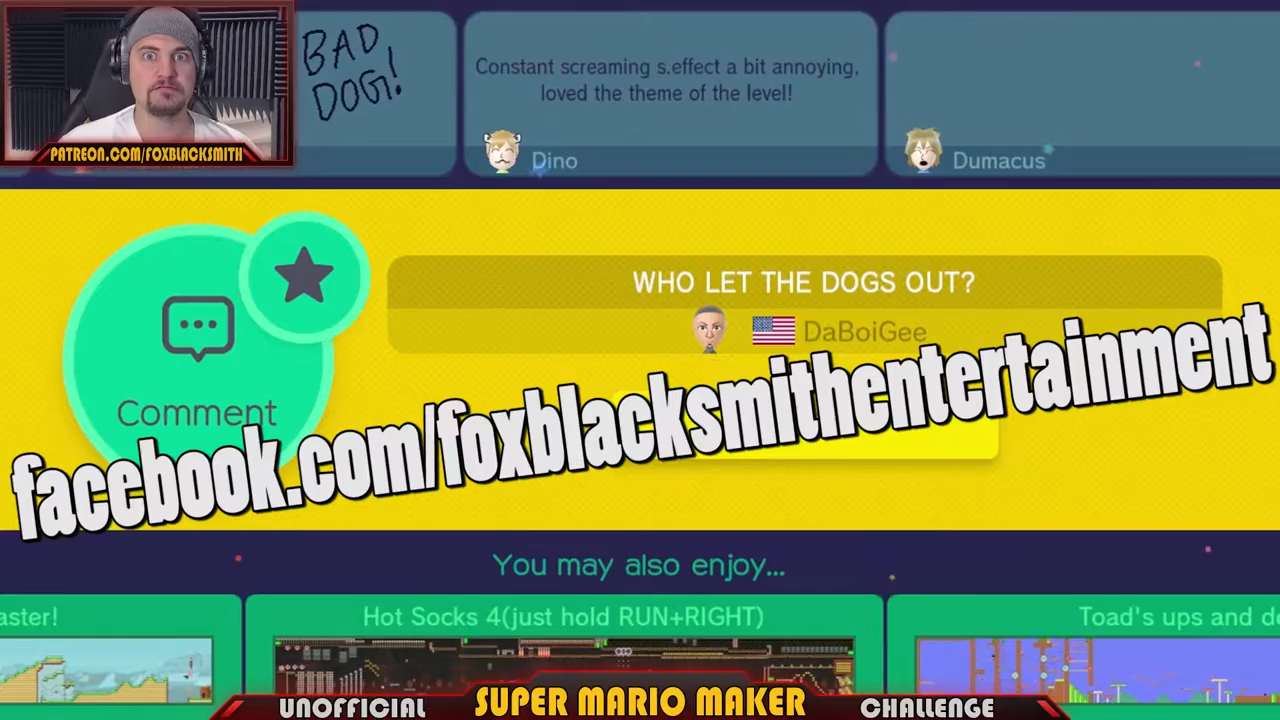 BAD
DOG!
PATREON.COM/FOXBLACKSMITH
Constant screaming s.effect a bit annoying,
loved the theme of the level!
Dino
Dumacus
WHO LET THE DOGS OUT?
DaBoiGee
Comment
facebook.com/foxblacksmithentertainment
You may also enjoy...
aster!
Hot Socks 4(just hold RUN+RIGHT)
Toad's ups and do
UNOFFICIAL SUPER MARIO MAKER CHALLENGE